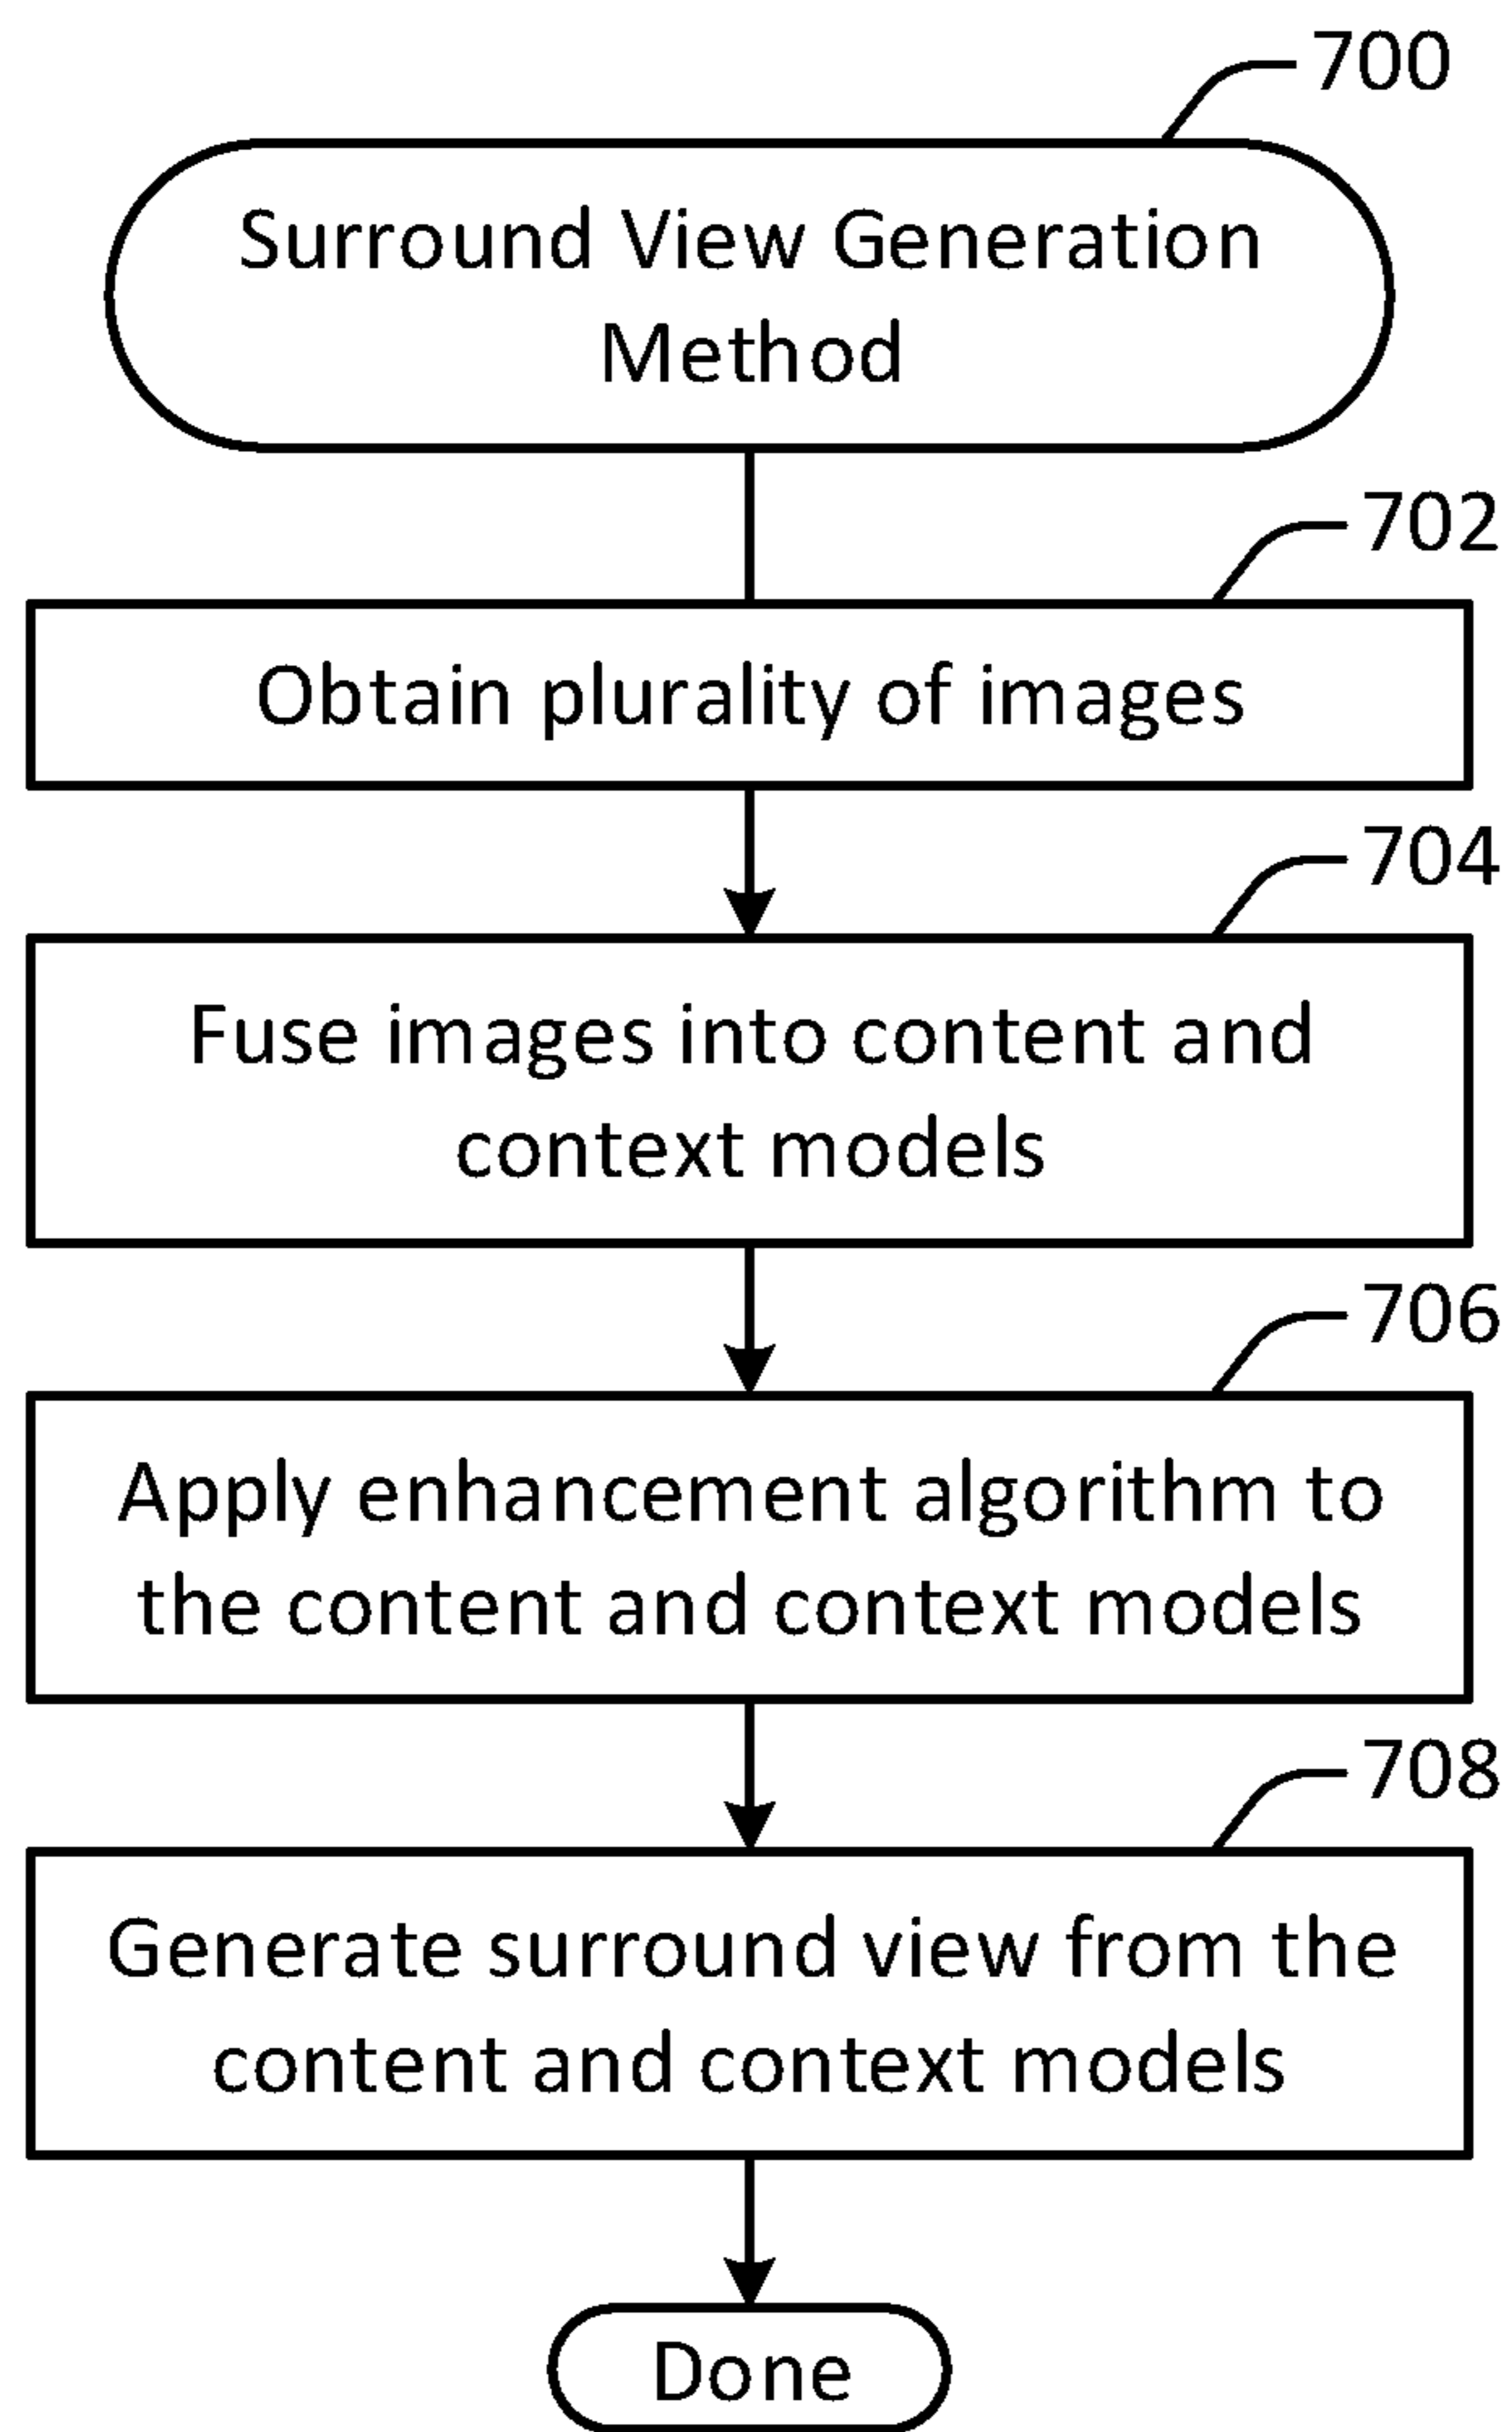 700
Surround View Generation
Method
702
Obtain plurality of images
704
Fuse images into content and
context models
706
Apply enhancement algorithm to
the content and context models
708
Generate surround view from the
content and context models
Done